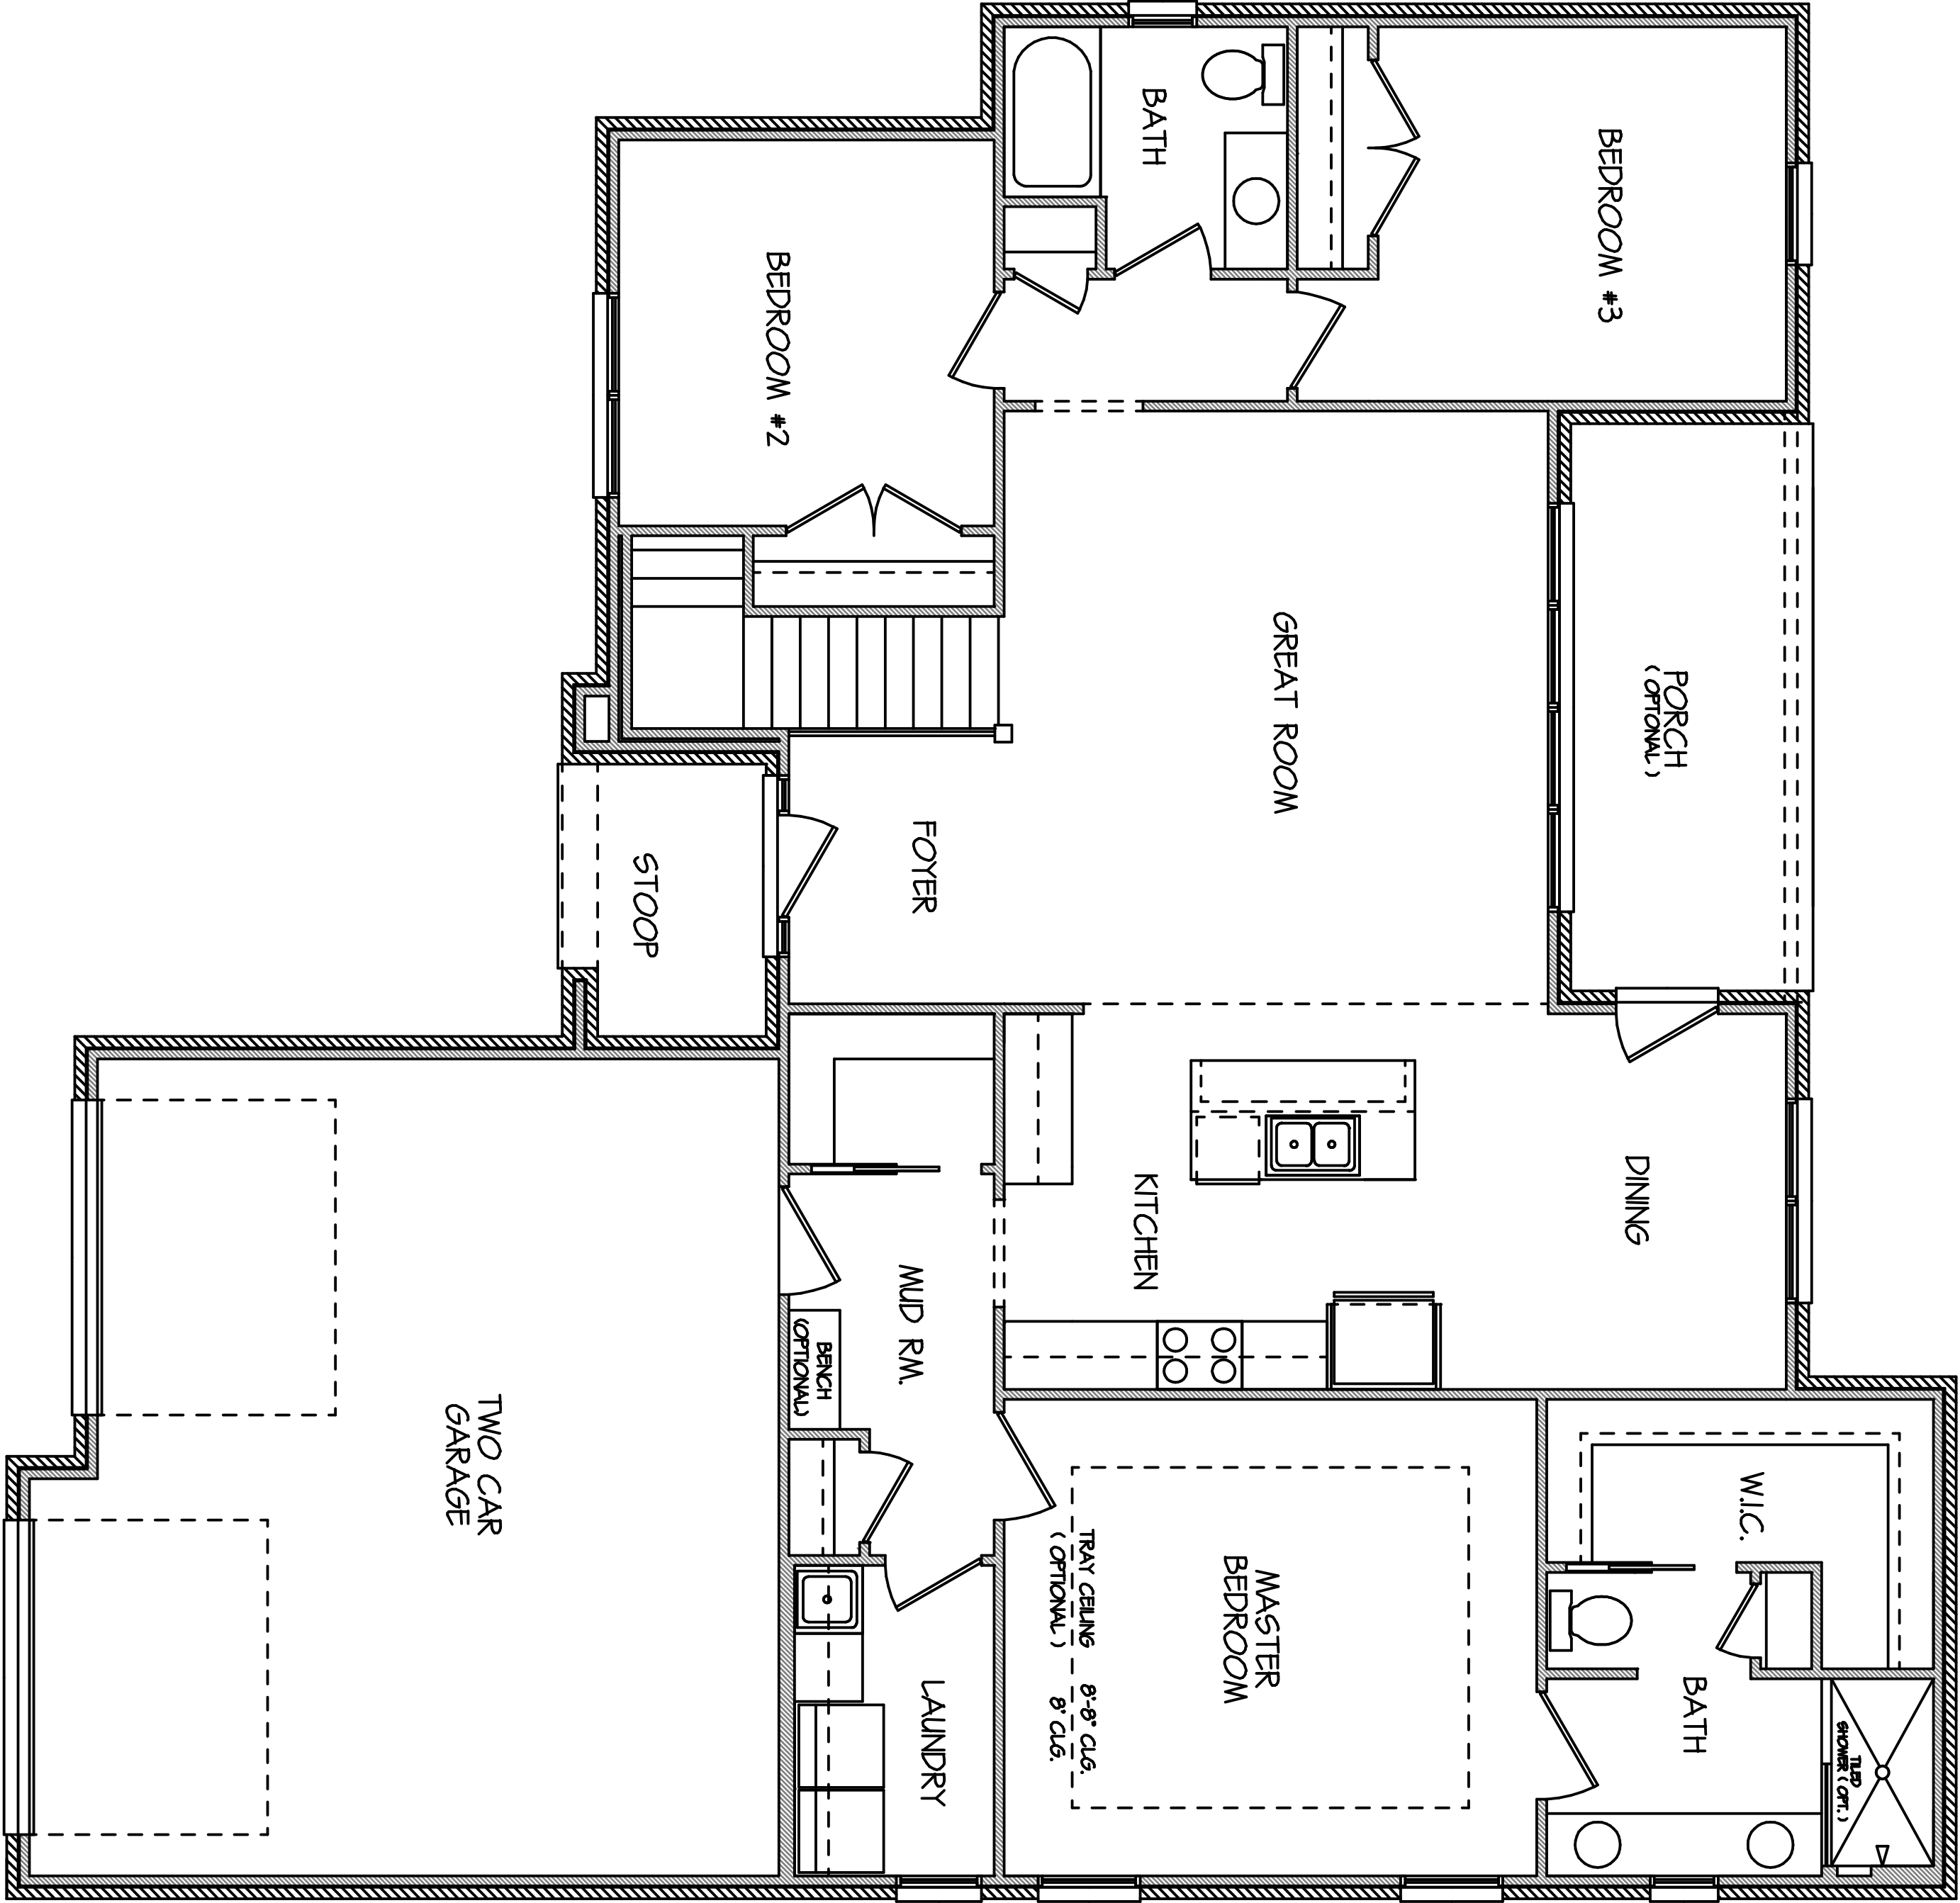 BATH
BEDROOM #3
BEDROOM #2
PORCH
( OPTIONAL )
GREAT ROOM
FOYER
STOOP
DINING
KITCHEN
MUD RM.
BENCH
(OPTIONAL)
TWO CAR
GARAGE
W.I.C.
MASTER
BEDROOM
TRAY CEILING 8'-8" CLG.
( OPTIONAL ) 8' CLG.
BATH
TILED
SHOWER ( OPT. )
LAUNDRY